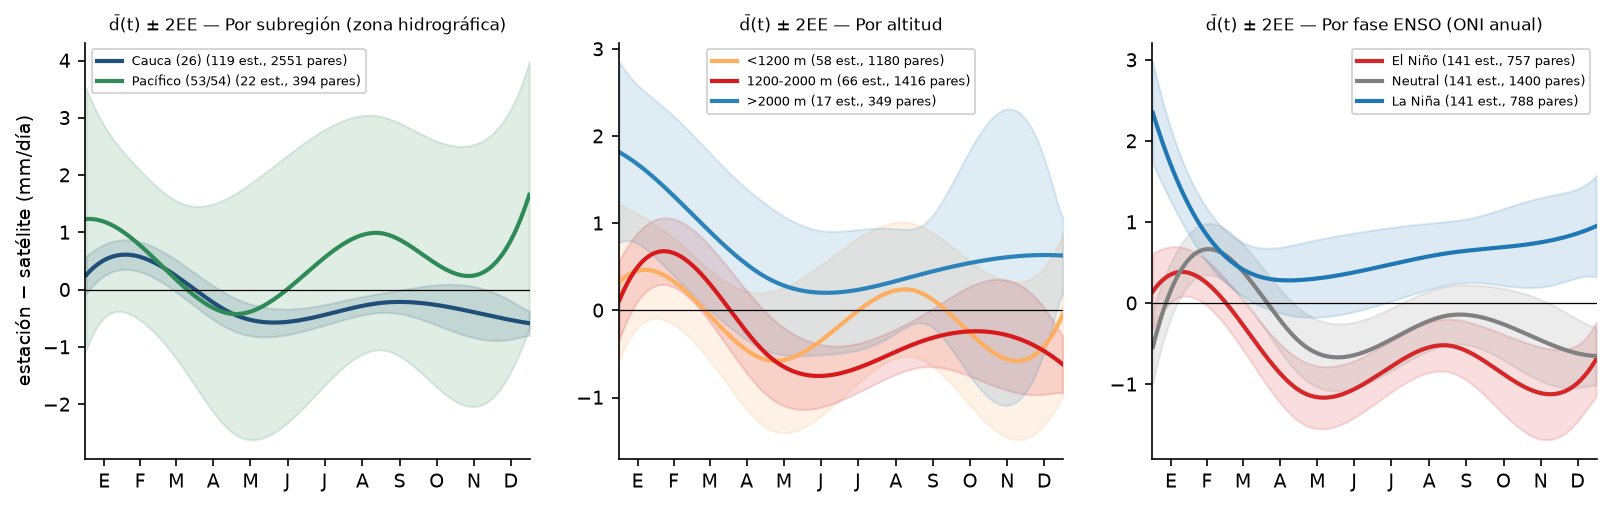 d̄(t) ± 2EE — Por subregión (zona hidrográfica)
estación − satélite (mm/día)
4
3
2
1
0
−1
−2
Cauca (26) (119 est., 2551 pares)
Pacífico (53/54) (22 est., 394 pares)
E F M A M J J A S O N D
d̄(t) ± 2EE — Por altitud
3
2
1
0
−1
<1200 m (58 est., 1180 pares)
1200-2000 m (66 est., 1416 pares)
>2000 m (17 est., 349 pares)
E F M A M J J A S O N D
d̄(t) ± 2EE — Por fase ENSO (ONI anual)
3
2
1
0
−1
El Niño (141 est., 757 pares)
Neutral (141 est., 1400 pares)
La Niña (141 est., 788 pares)
E F M A M J J A S O N D